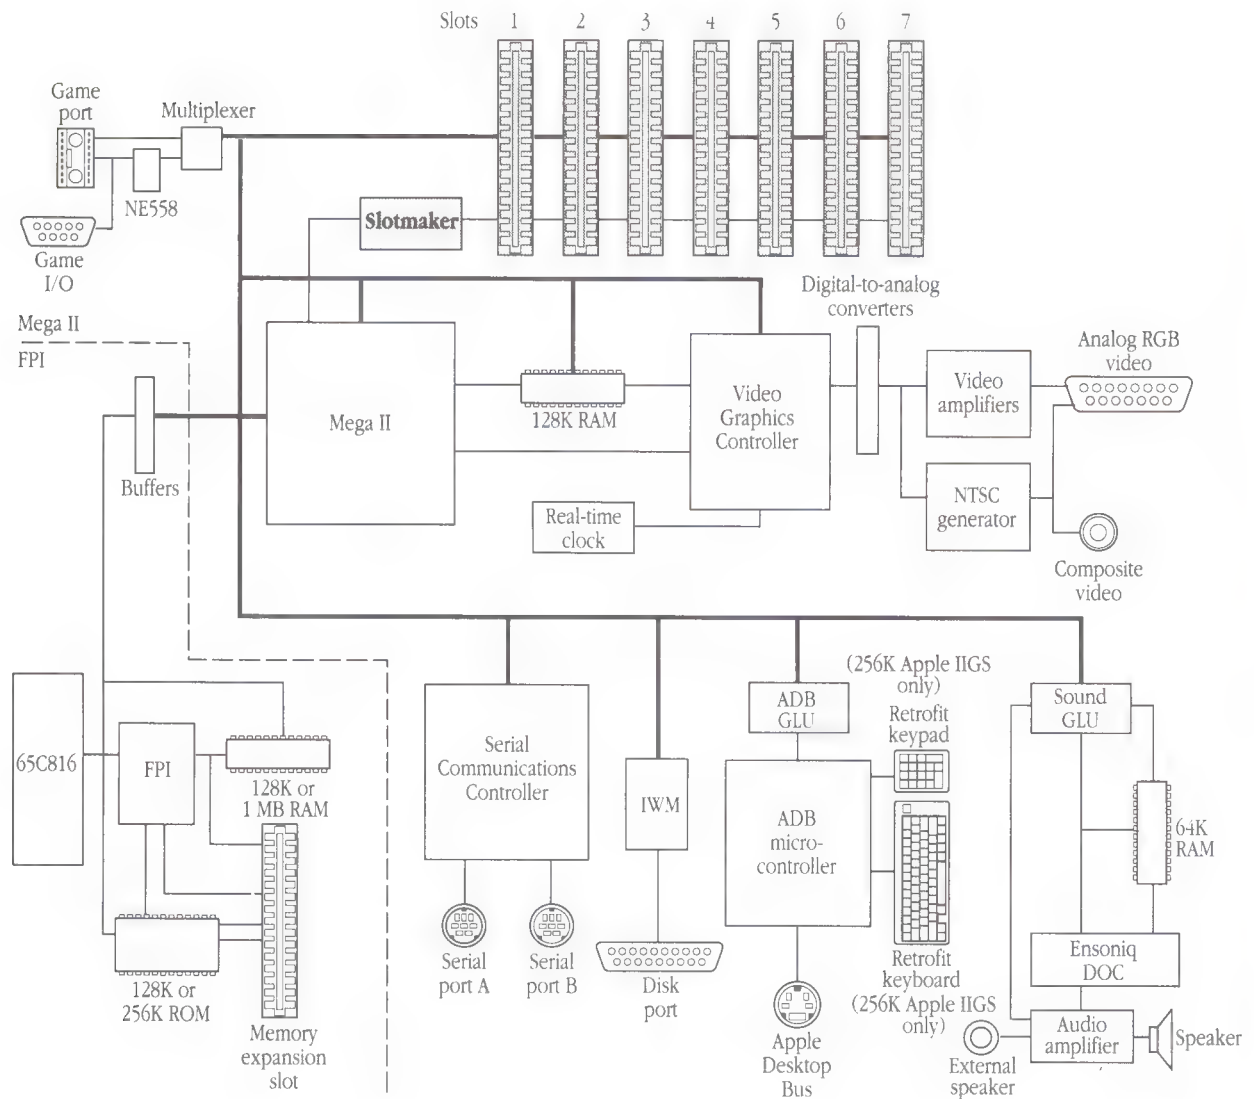 Slots 1 2 3 4 5 6 7
Game
port
Multiplexer
NE558
Game
I/O
Slotmaker
Mega II
FPI
Buffers
Mega II
128K RAM
Video
Graphics
Controller
Real-time
clock
Digital-to-analog
converters
Video
amplifiers
NTSC
generator
Analog RGB
video
Composite
video
65C816
FPI
128K or
1 MB RAM
128K or
256K ROM
Memory
expansion
slot
Serial
Communications
Controller
Serial
port A
Serial
port B
IWM
Disk
port
ADB
GLU
ADB
micro-
controller
Apple
Desktop
Bus
(256K Apple IIGS
only)
Retrofit
keypad
Retrofit
keyboard
(256K Apple IIGS
only)
Sound
GLU
64K
RAM
Ensoniq
DOC
Audio
amplifier
External
speaker
Speaker